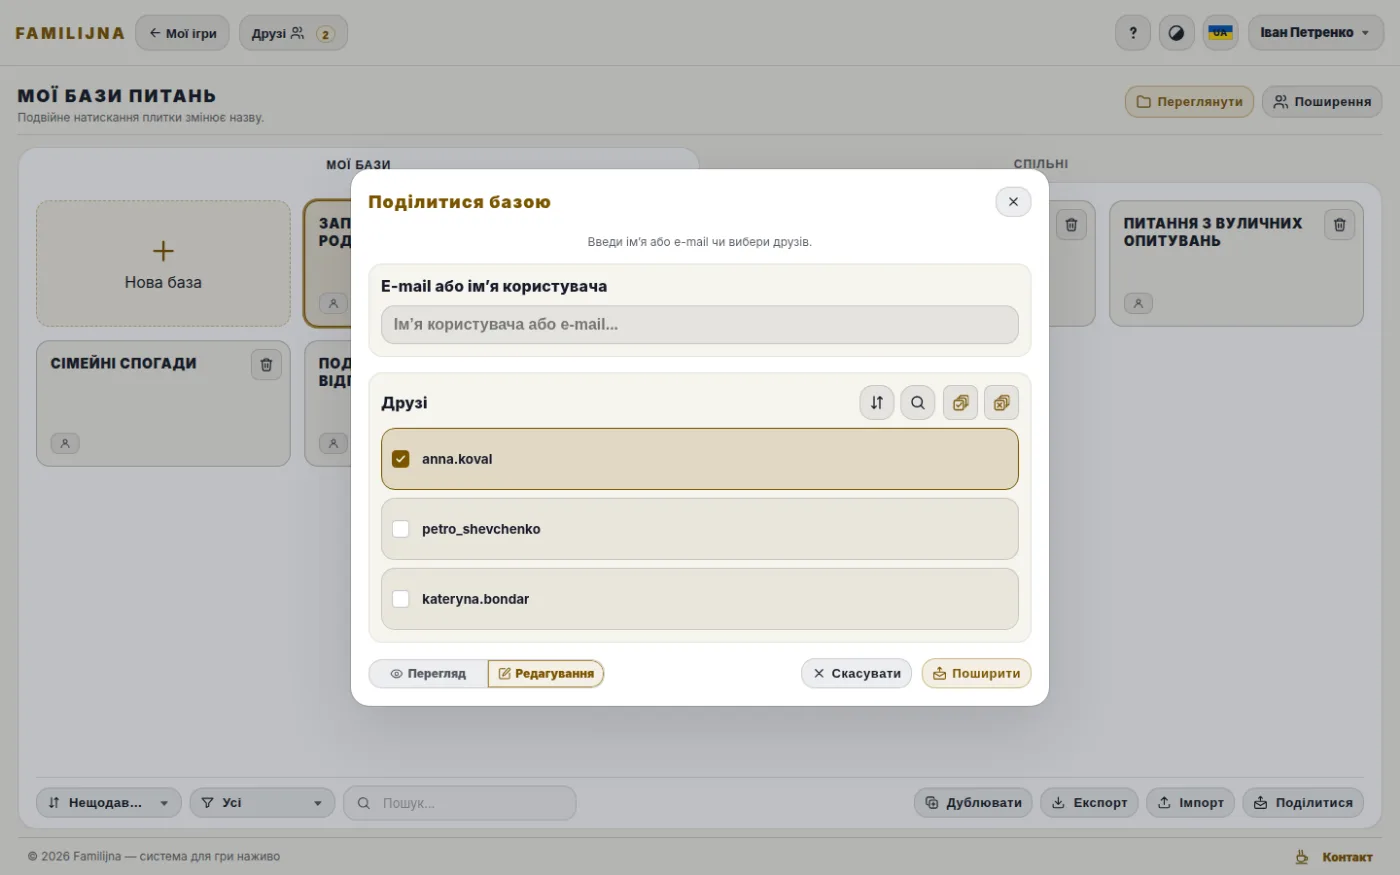 FAMILIJNA
Мої ігри
Друзі
2
?
UA
Іван Петренко
МОЇ БАЗИ ПИТАНЬ
Подвійне натискання плитки змінює назву.
Переглянути
Поширення
МОЇ БАЗИ
СПІЛЬНІ
Нова база
ПИТАННЯ З ВУЛИЧНИХ
ОПИТУВАНЬ
СІМЕЙНІ СПОГАДИ
Поділитися базою
Введи ім’я або e-mail чи вибери друзів.
E-mail або ім’я користувача
Ім’я користувача або e-mail...
Друзі
anna.koval
petro_shevchenko
kateryna.bondar
Перегляд
Редагування
Скасувати
Поширити
Нещодав...
Усі
Пошук...
Дублювати
Експорт
Імпорт
Поділитися
© 2026 Familijna — система для гри наживо
Контакт